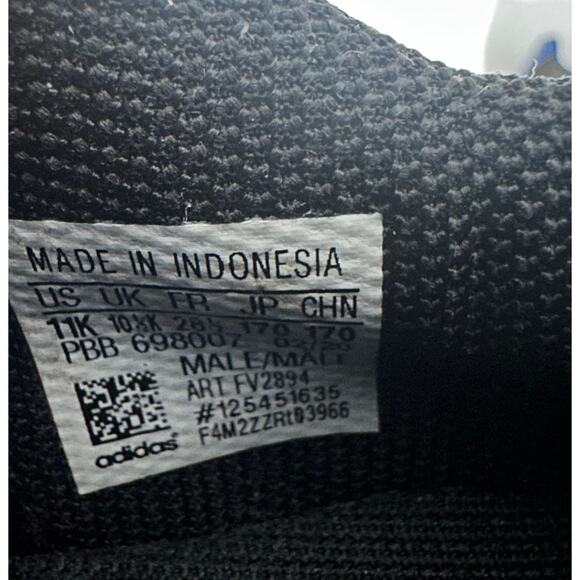 MADE IN INDONESIA
US UK FR JP CHN
11K 10½K 28½ 170 170
PBB 698007
MALE/MALE
ART FV2894
#125451635
F4M2ZZRt03966
adidas